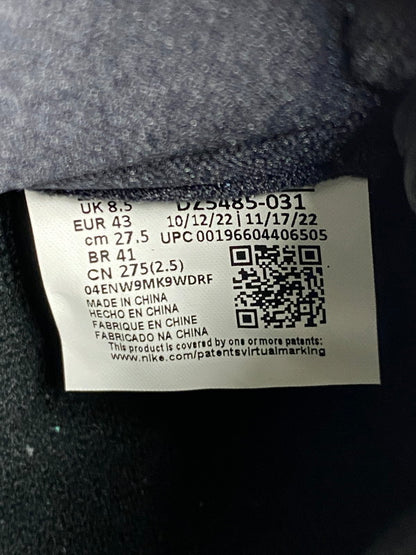 UK 8.5 DZ5485-031
EUR 43 10/12/22 | 11/17/22
cm 27.5 UPC 00196604406505
BR 41
CN 275(2.5)
04ENW9MK9WDRF
MADE IN CHINA
HECHO EN CHINA
FABRIQUE EN CHINE
FABRICADO NA CHINA
This product is covered by one or more patents:
www.nike.com/patentsvirtualmarking